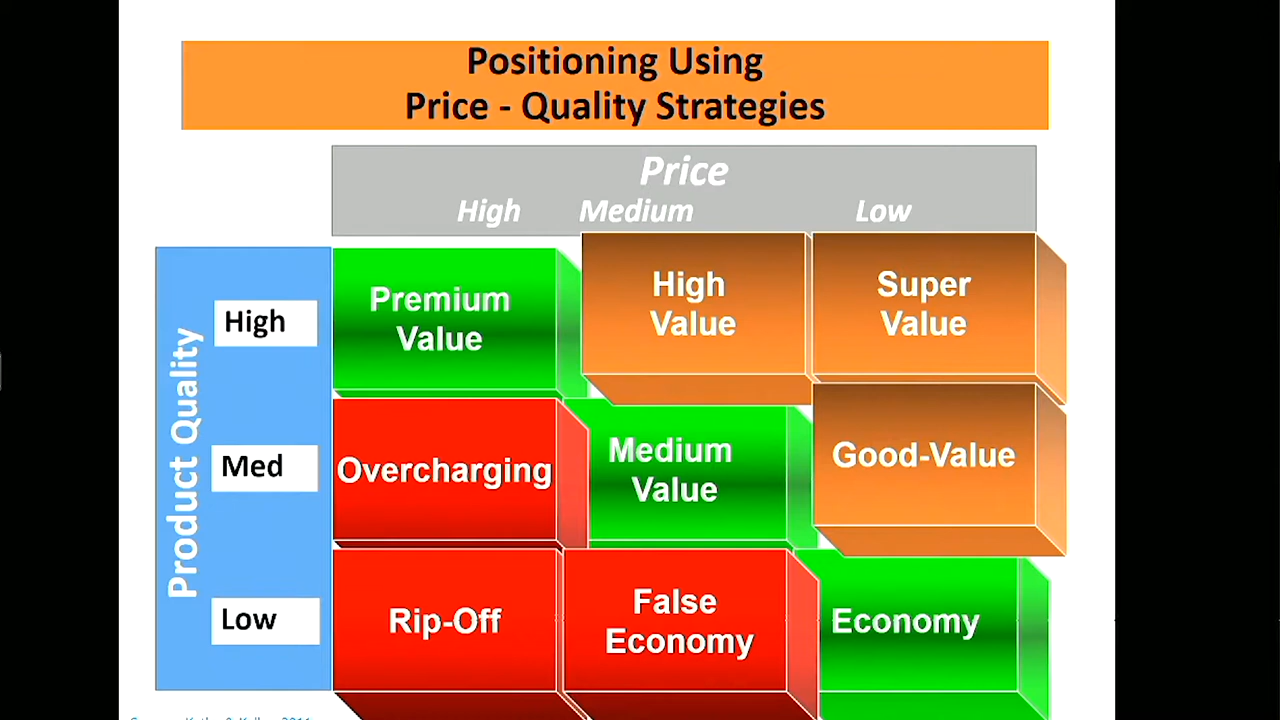 Positioning Using
Price - Quality Strategies
Price
High Medium Low
Product Quality
High
Premium
Value
High
Value
Super
Value
Med
Overcharging
Medium
Value
Good-Value
Low
Rip-Off
False
Economy
Economy